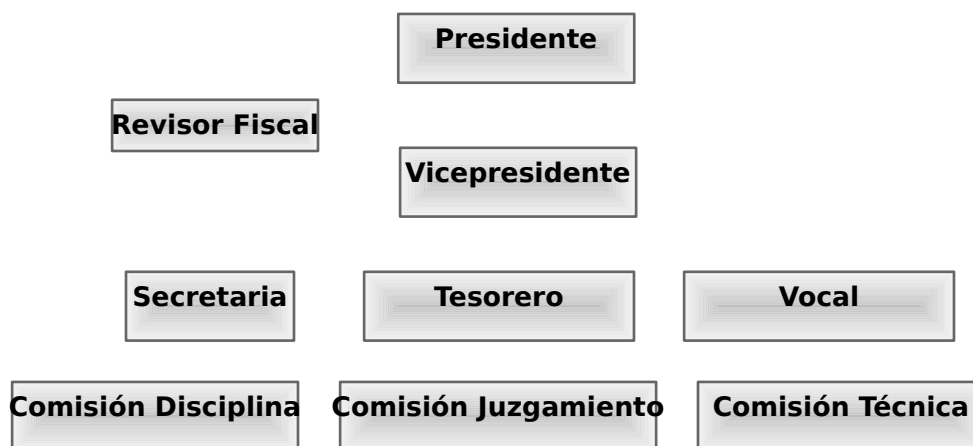 Presidente
Revisor Fiscal
Vicepresidente
Secretaria
Tesorero
Vocal
Comisión Disciplina
Comisión Juzgamiento
Comisión Técnica